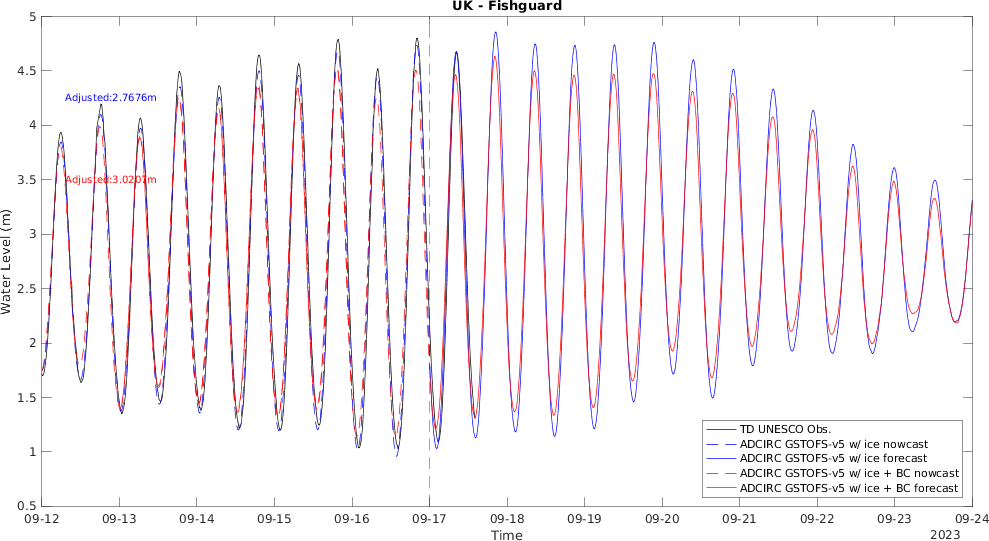 UK - Fishguard
5
4.5
4
3.5
3
2.5
2
1.5
1
0.5
Water Level (m)
Adjusted:2.7676m
Adjusted:3.0207m
TD UNESCO Obs.
ADCIRC GSTOFS-v5 w/ ice nowcast
ADCIRC GSTOFS-v5 w/ ice forecast
ADCIRC GSTOFS-v5 w/ ice + BC nowcast
ADCIRC GSTOFS-v5 w/ ice + BC forecast
09-12 09-13 09-14 09-15 09-16 09-17 09-18 09-19 09-20 09-21 09-22 09-23 09-24
Time
2023